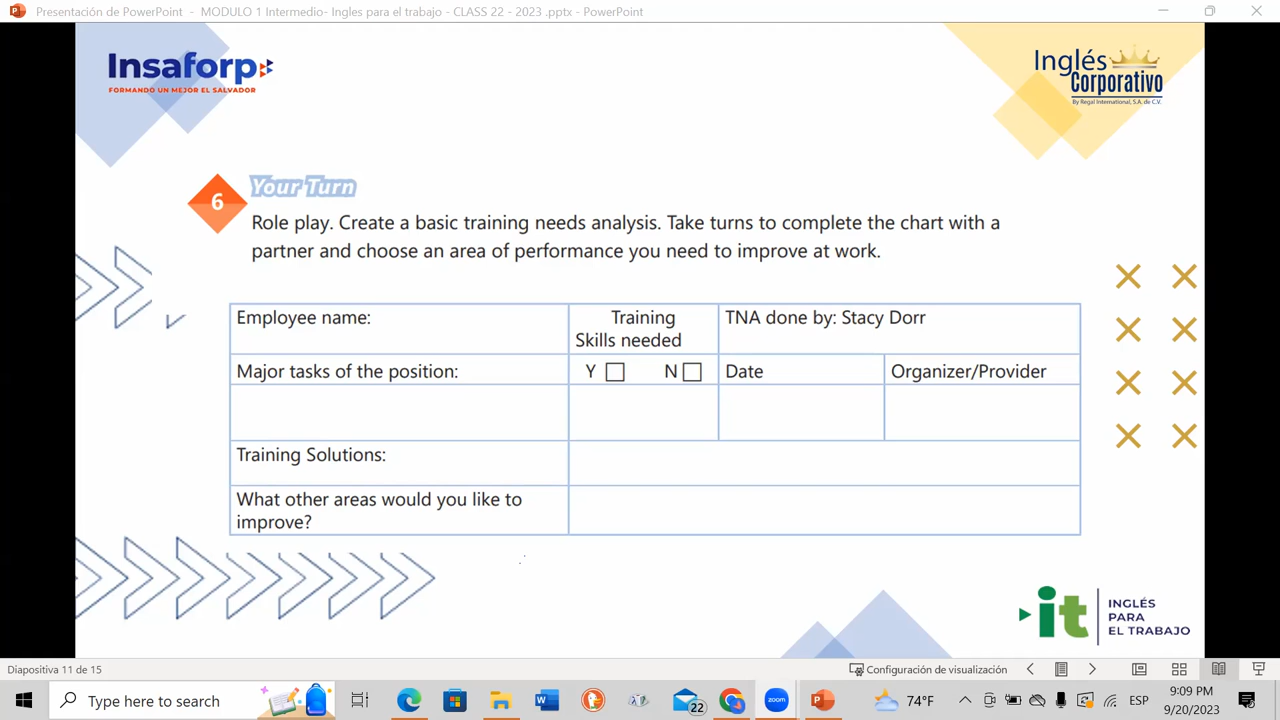 Presentación de PowerPoint - MODULO 1 Intermedio- Ingles para el trabajo - CLASS 22 - 2023 .pptx - PowerPoint
Insaforp
FORMANDO UN MEJOR EL SALVADOR
Inglés
Corporativo
By Regal International, S.A. de C.V.
6
Your Turn
Role play. Create a basic training needs analysis. Take turns to complete the chart with a
partner and choose an area of performance you need to improve at work.
Employee name:
Training
Skills needed
TNA done by: Stacy Dorr
Major tasks of the position:
Y N
Date
Organizer/Provider
Training Solutions:
What other areas would you like to
improve?
it
INGLÉS
PARA
EL TRABAJO
Diapositiva 11 de 15
Configuración de visualización
Type here to search
22
74°F
ESP
9:09 PM
9/20/2023